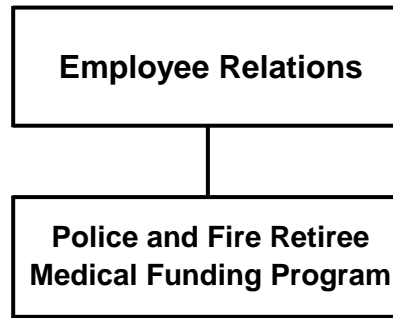 Employee Relations
Police and Fire Retiree
Medical Funding Program